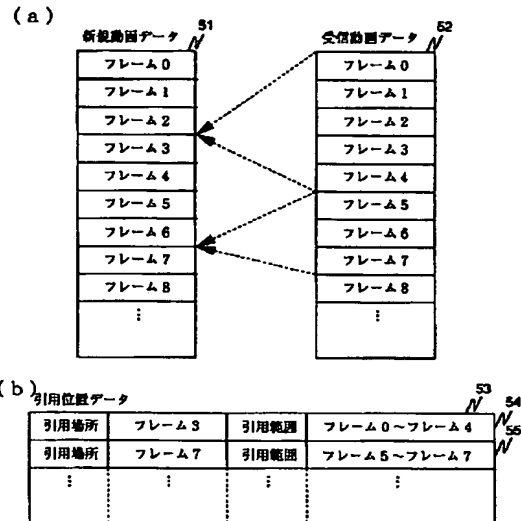 (a)
新規動画データ 51
フレーム0
フレーム1
フレーム2
フレーム3
フレーム4
フレーム5
フレーム6
フレーム7
フレーム8
⋮
受信動画データ 52
フレーム0
フレーム1
フレーム2
フレーム3
フレーム4
フレーム5
フレーム6
フレーム7
フレーム8
⋮
(b)
引用位置データ 53
引用場所 フレーム3 引用範囲 フレーム0〜フレーム4 54
引用場所 フレーム7 引用範囲 フレーム5〜フレーム7 55
⋮ ⋮ ⋮ ⋮